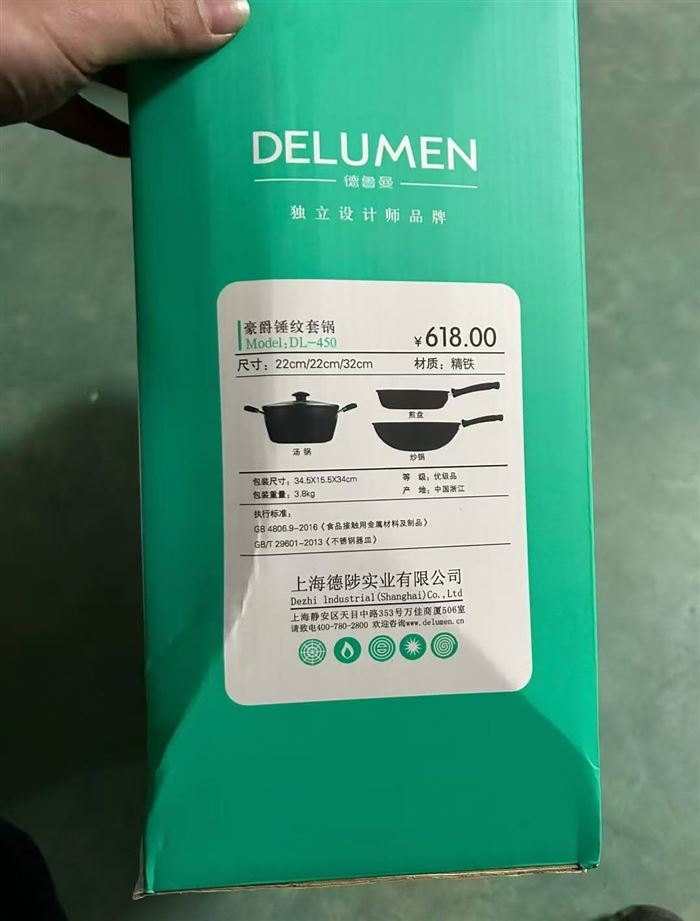 DELUMEN
德鲁曼
独立设计师品牌
豪爵锤纹套锅
Model:DL-450
¥618.00
尺寸：22cm/22cm/32cm
材质：精铁
煎盘
汤锅
炒锅
包装尺寸：34.5X15.5X34cm
等 级：优级品
包装重量：3.8kg
产 地：中国浙江
执行标准：
GB 4806.9-2016《食品接触用金属材料及制品》
GB/T 29601-2013《不锈钢器皿》
上海德陟实业有限公司
Dezhi lndustrial(Shanghai)Co.,Ltd
上海静安区天目中路353号万佳商厦506室
请致电400-780-2800 欢迎咨询www.delumen.cn